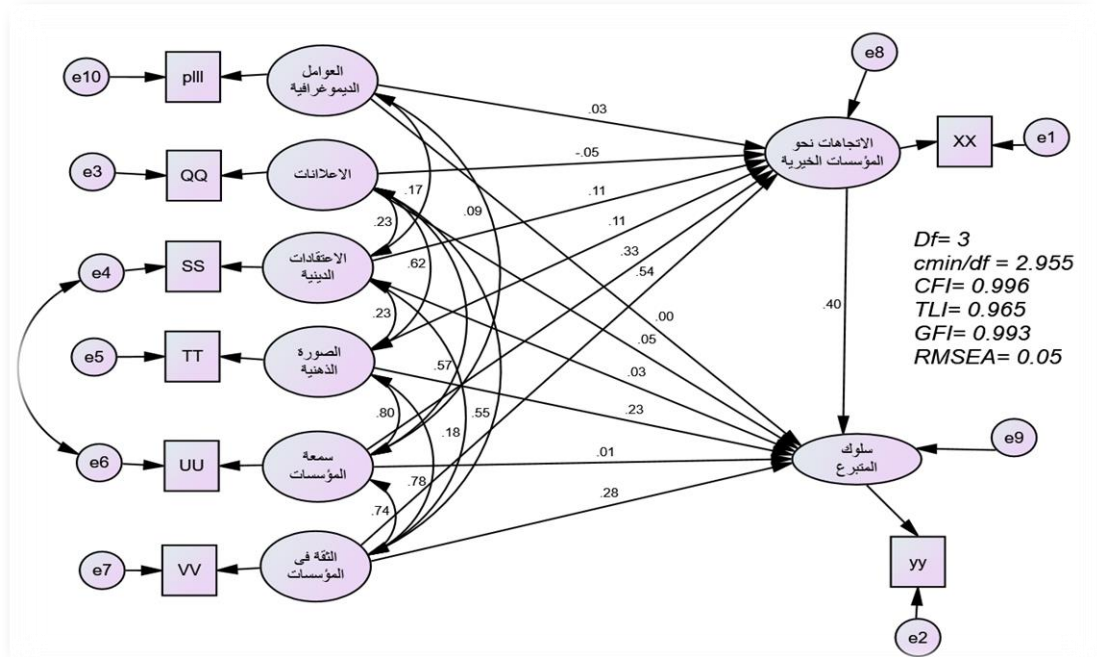 e8
e10
plll
العوامل
الديموغرافية
.03
الاتجاهات نحو
المؤسسات الخيرية
XX
e1
e3
QQ
الاعلانات
-.05
.17
.09
.11
.23
.11
e4
SS
الاعتقادات
الدينية
.62
.33
.54
Df= 3
cmin/df = 2.955
CFI= 0.996
TLI= 0.965
GFI= 0.993
RMSEA= 0.05
.23
.00
.40
.05
e5
TT
الصورة
الذهنية
.57
.03
.80
.55
.23
.18
e6
UU
سمعة
المؤسسات
.01
سلوك
المتبرع
e9
.78
.28
.74
e7
VV
الثقة فى
المؤسسات
yy
e2